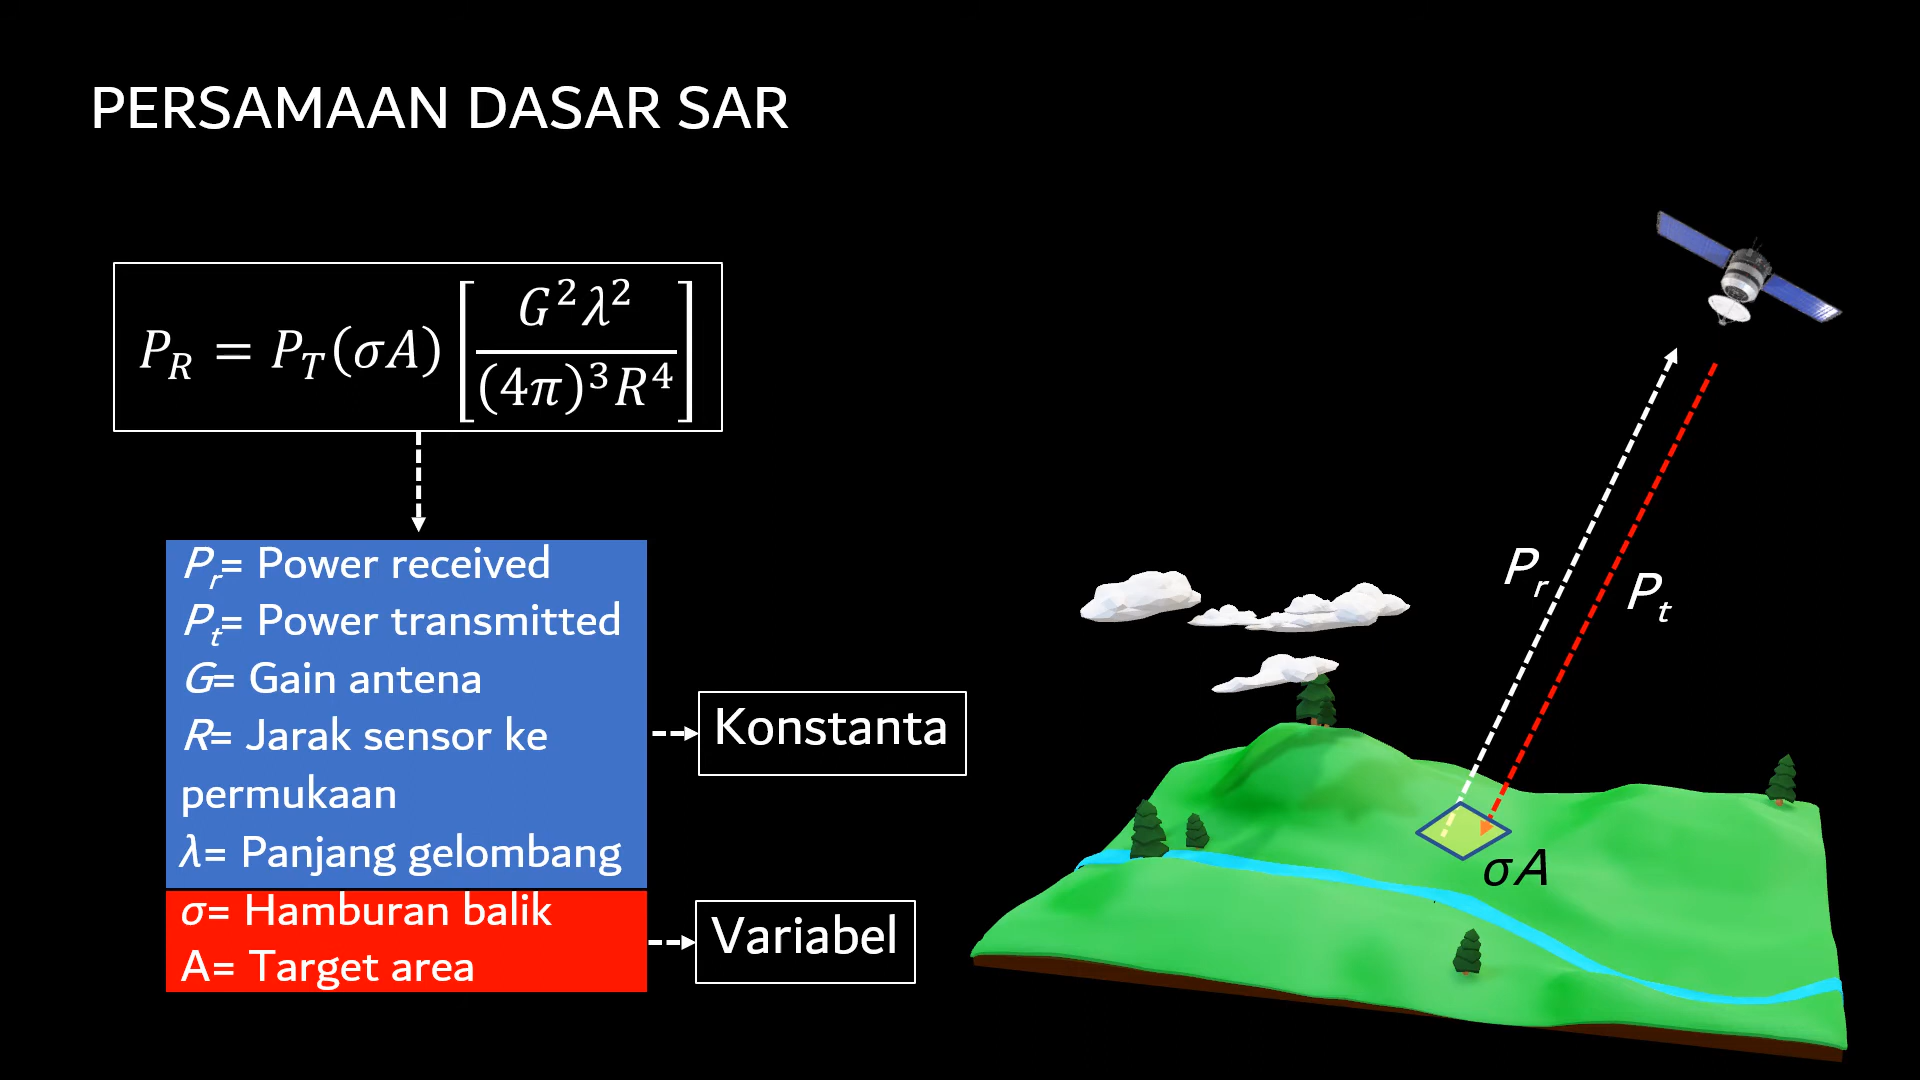 PERSAMAAN DASAR SAR
P_R = P_T(σA) [G²λ² / (4π)³R⁴]
P_r= Power received
P_t= Power transmitted
G= Gain antena
R= Jarak sensor ke
permukaan
λ= Panjang gelombang
σ= Hamburan balik
A= Target area
Konstanta
Variabel
P_r
P_t
σA